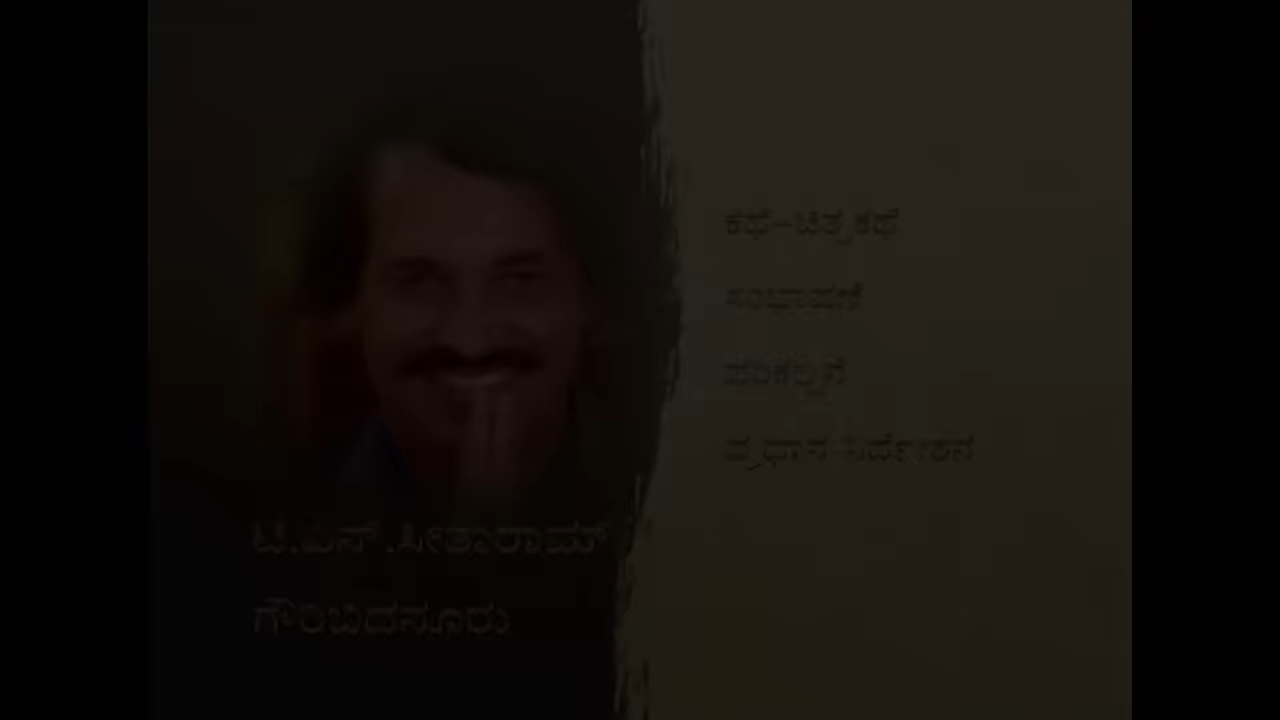 ಕಥೆ-ಚಿತ್ರಕಥೆ
ಸಂಭಾಷಣೆ
ಪರಿಕಲ್ಪನೆ
ಪ್ರಧಾನ ನಿರ್ದೇಶನ
ಟಿ.ಎನ್.ಸೀತಾರಾಮ್
ಗೌರಿಬಿದನೂರು